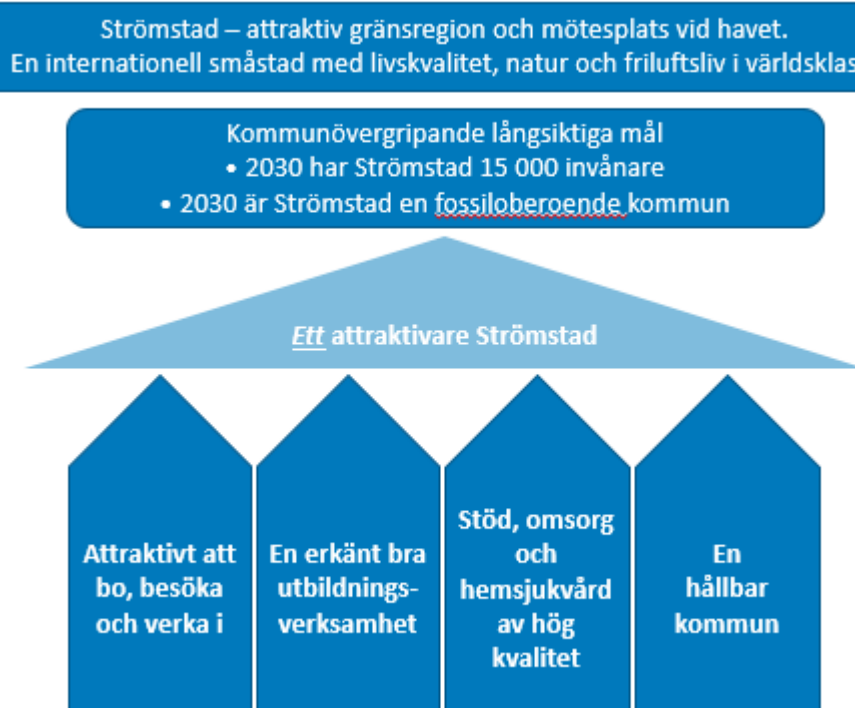 Strömstad – attraktiv gränsregion och mötesplats vid havet.
En internationell småstad med livskvalitet, natur och friluftsliv i världsklas
Kommunövergripande långsiktiga mål
• 2030 har Strömstad 15 000 invånare
• 2030 är Strömstad en fossiloberoende kommun
Ett attraktivare Strömstad
Attraktivt att
bo, besöka
och verka i
En erkänt bra
utbildnings-
verksamhet
Stöd, omsorg
och
hemsjukvård
av hög
kvalitet
En
hållbar
kommun